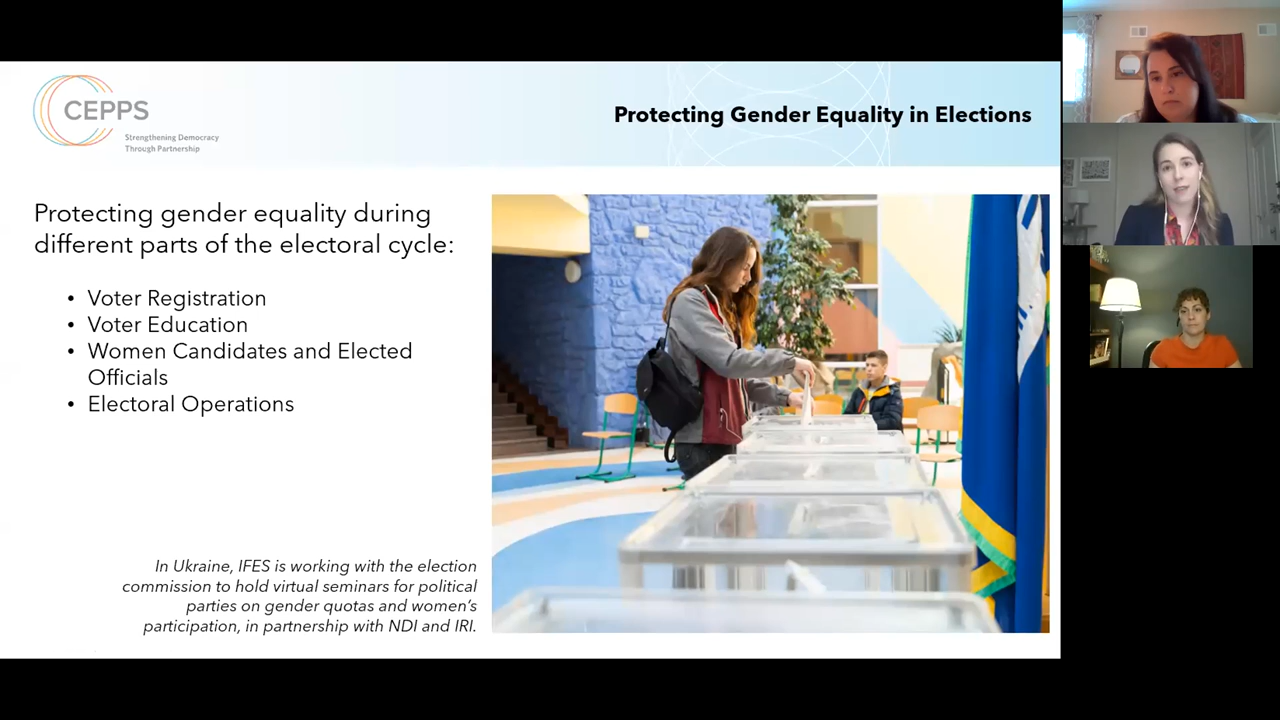 CEPPS
Strengthening Democracy
Through Partnership
Protecting Gender Equality in Elections
Protecting gender equality during
different parts of the electoral cycle:
• Voter Registration
• Voter Education
• Women Candidates and Elected
Officials
• Electoral Operations
In Ukraine, IFES is working with the election
commission to hold virtual seminars for political
parties on gender quotas and women’s
participation, in partnership with NDI and IRI.